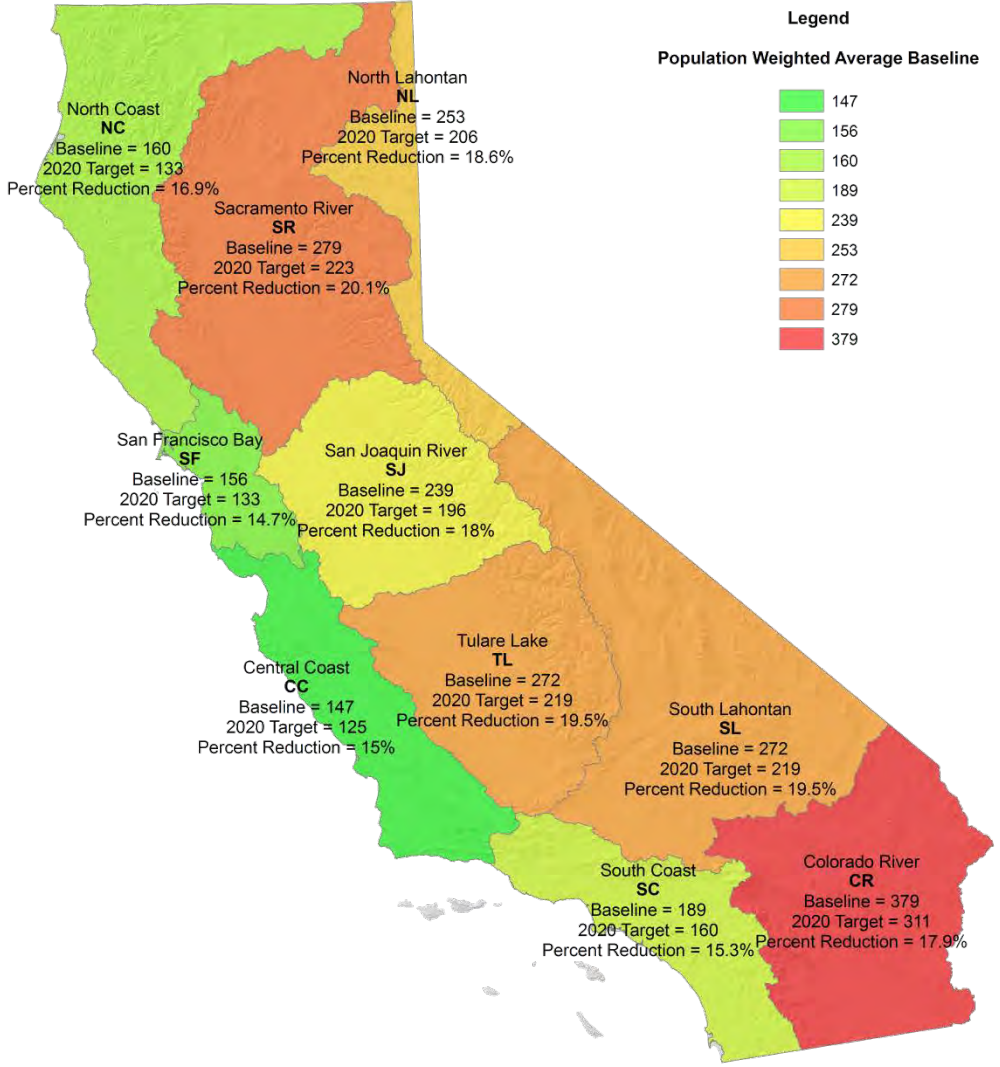 Legend
Population Weighted Average Baseline
147
156
160
189
239
253
272
279
379
North Lahontan
NL
Baseline = 253
2020 Target = 206
Percent Reduction = 18.6%
North Coast
NC
Baseline = 160
2020 Target = 133
Percent Reduction = 16.9%
Sacramento River
SR
Baseline = 279
2020 Target = 223
Percent Reduction = 20.1%
San Francisco Bay
SF
Baseline = 156
2020 Target = 133
Percent Reduction = 14.7%
San Joaquin River
SJ
Baseline = 239
2020 Target = 196
Percent Reduction = 18%
Tulare Lake
TL
Baseline = 272
2020 Target = 219
Percent Reduction = 19.5%
Central Coast
CC
Baseline = 147
2020 Target = 125
Percent Reduction = 15%
South Lahontan
SL
Baseline = 272
2020 Target = 219
Percent Reduction = 19.5%
South Coast
SC
Baseline = 189
2020 Target = 160
Percent Reduction = 15.3%
Colorado River
CR
Baseline = 379
2020 Target = 311
Percent Reduction = 17.9%